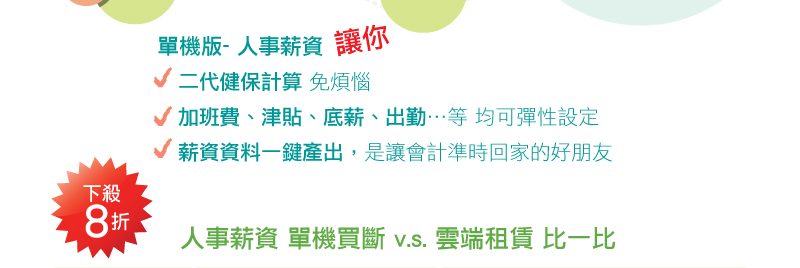 單機版- 人事薪資 讓你
二代健保計算 免煩惱
加班費、津貼、底薪、出勤⋯等 均可彈性設定
薪資資料一鍵產出，是讓會計準時回家的好朋友
下殺
8折
人事薪資 單機買斷 v.s. 雲端租賃 比一比